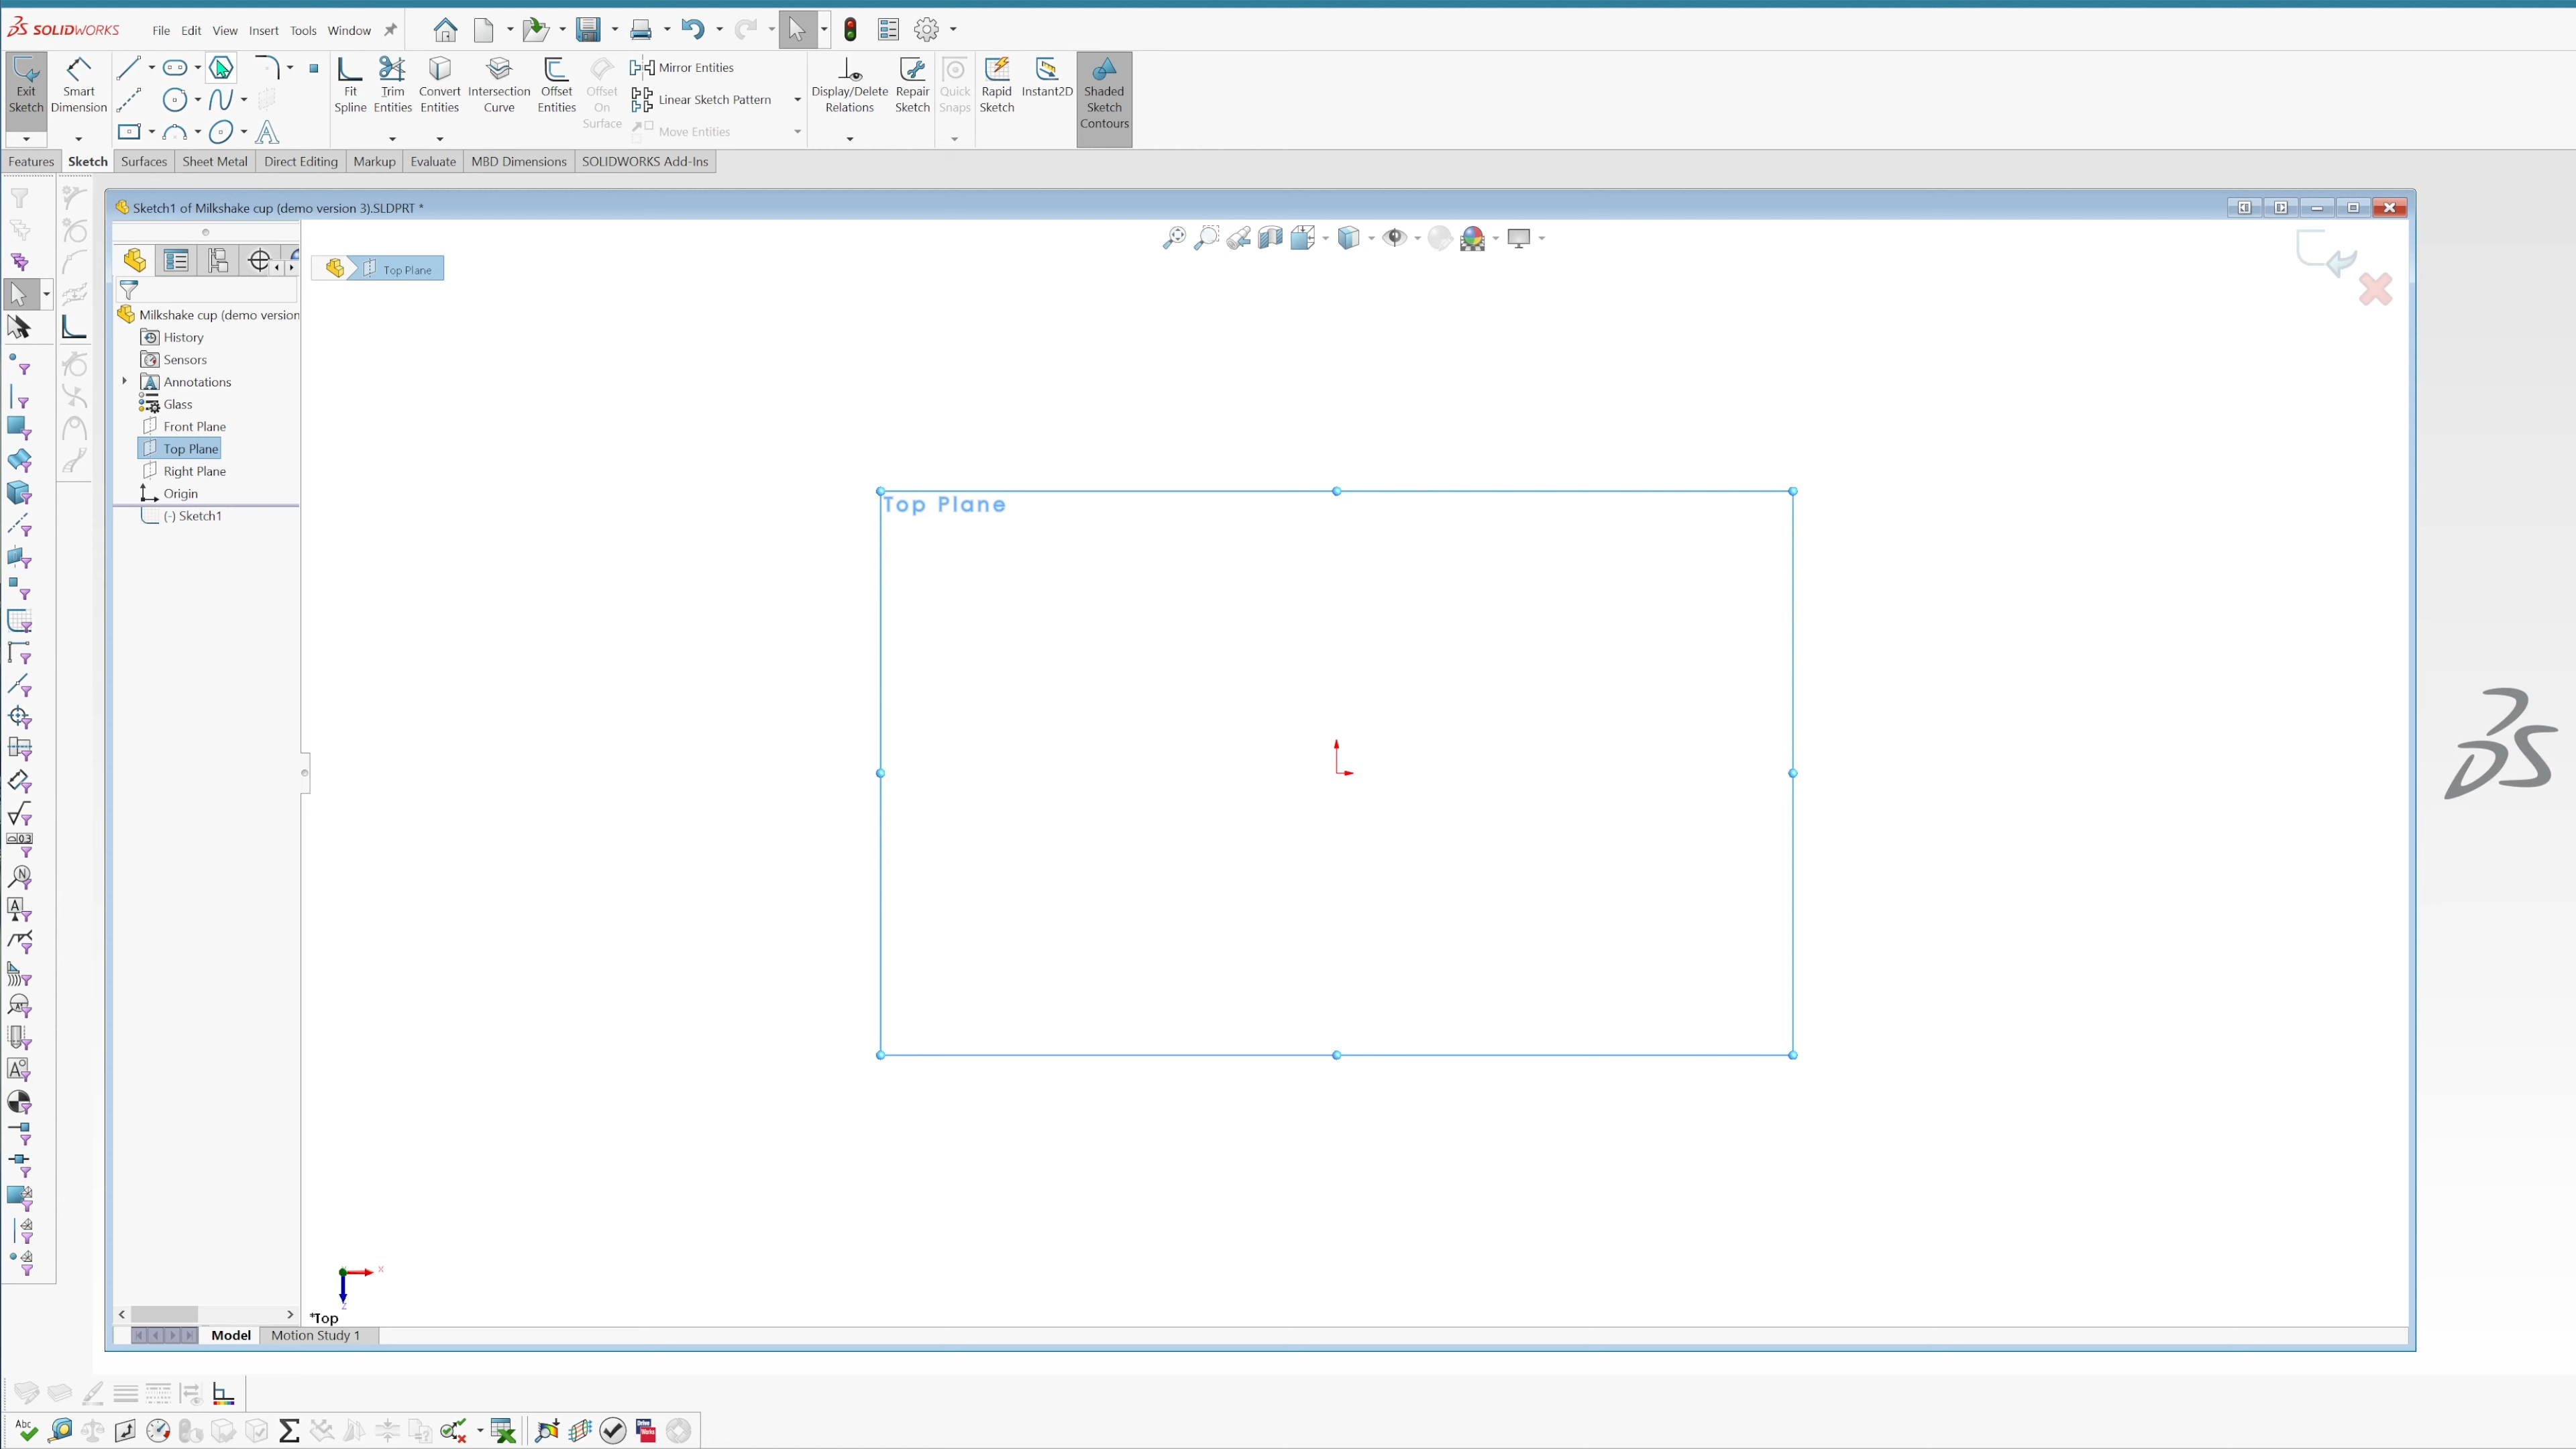 SOLIDWORKS
File Edit View Insert Tools Window
Exit Sketch
Smart Dimension
Fit Spline
Trim Entities
Convert Entities
Intersection Curve
Offset Entities
Offset On Surface
Mirror Entities
Linear Sketch Pattern
Move Entities
Display/Delete Relations
Repair Sketch
Quick Snaps
Rapid Sketch
Instant2D
Shaded Sketch Contours
Features Sketch Surfaces Sheet Metal Direct Editing Markup Evaluate MBD Dimensions SOLIDWORKS Add-Ins
Sketch1 of Milkshake cup (demo version 3).SLDPRT *
Top Plane
Milkshake cup (demo version
History
Sensors
Annotations
Glass
Front Plane
Top Plane
Right Plane
Origin
(-) Sketch1
Top Plane
x
z
*Top
Model Motion Study 1
Abc